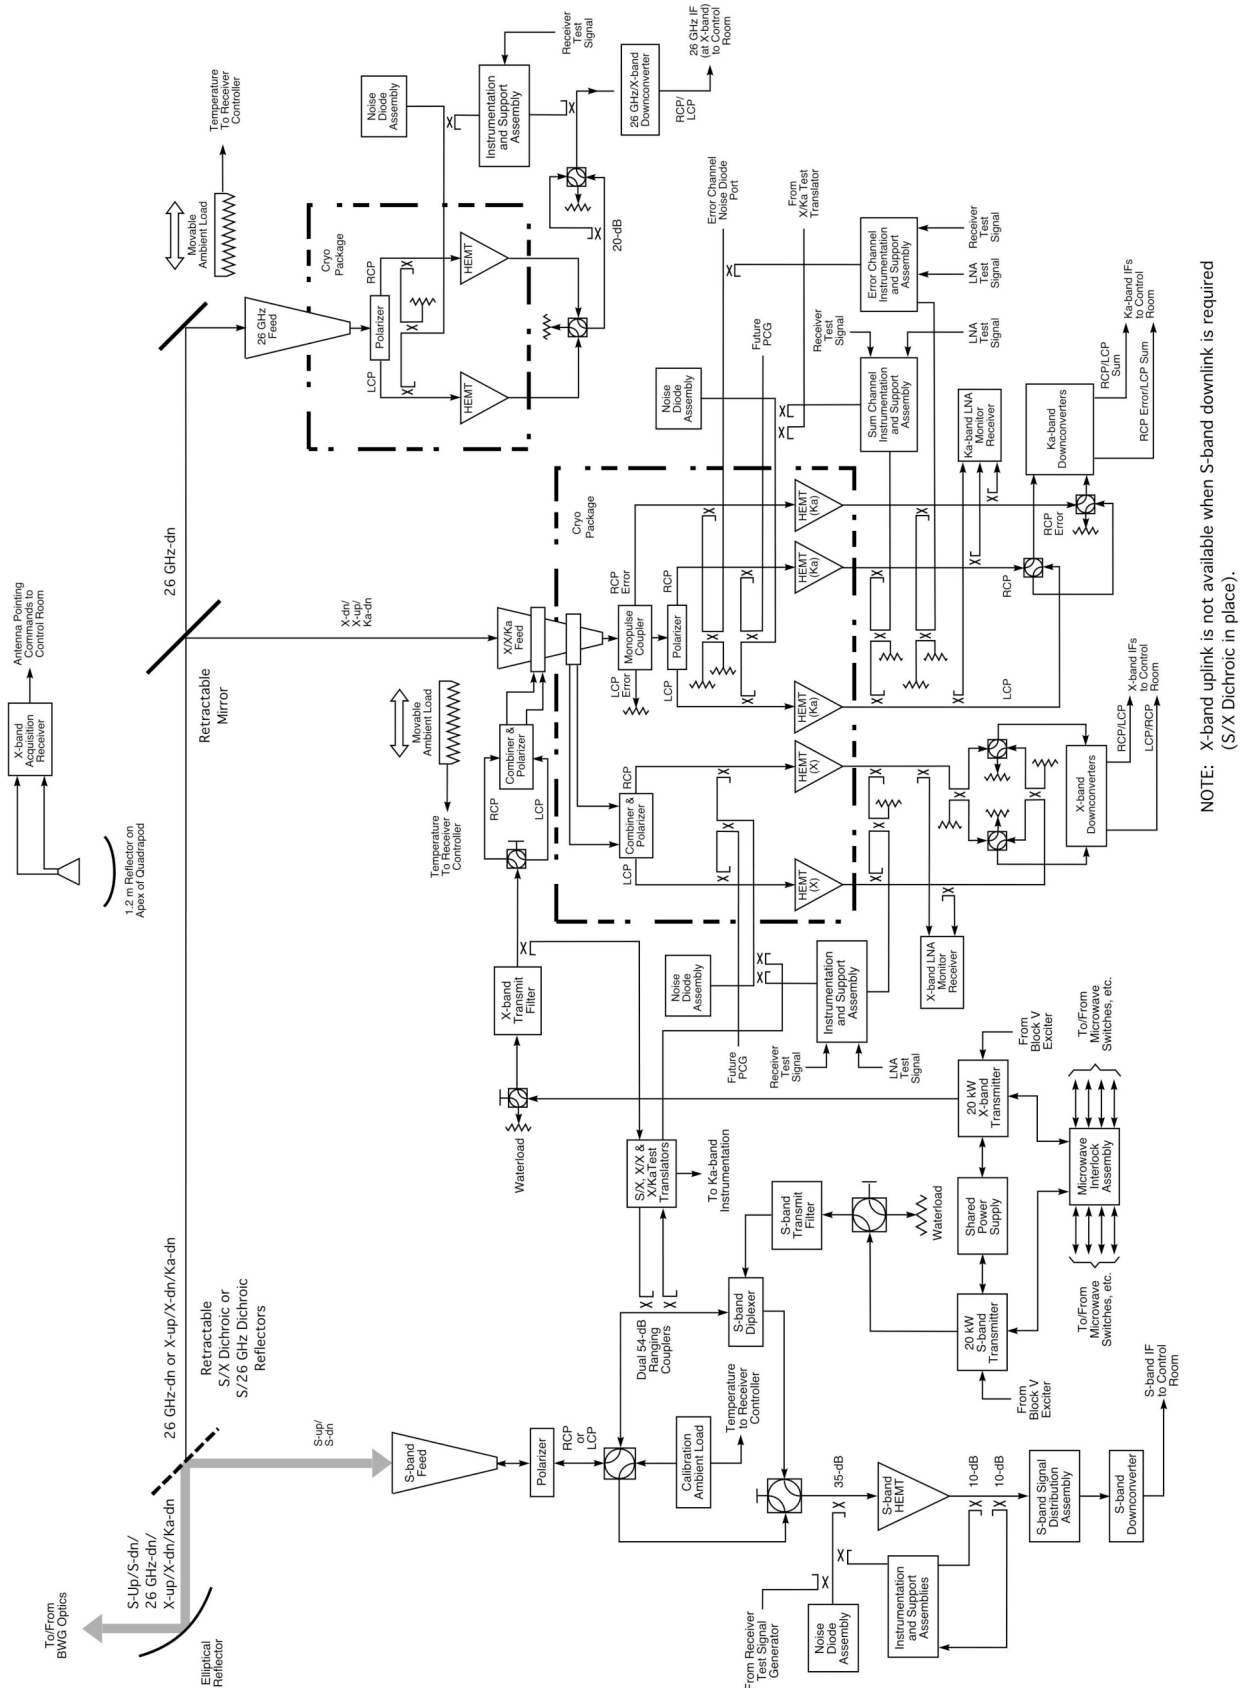 To/From
BWG Optics
Elliptical
Reflector
S-Up/S-dn/
26 GHz-dn/
X-up/X-dn/Ka-dn
26 GHz-dn or X-up/X-dn/Ka-dn
Retractable
S/X Dichroic or
S/26 GHz Dichroic
Reflectors
S-up/
S-dn
1.2 m Reflector on
Apex of Quadrapod
X-band
Acquisition
Receiver
Antenna Pointing
Commands to
Control Room
Retractable
Mirror
26 GHz-dn
X-dn/
X-up/
Ka-dn
Movable
Ambient Load
Temperature
To Receiver
Controller
26 GHz
Feed
Cryo
Package
Polarizer
LCP
RCP
HEMT
HEMT
20-dB
Noise
Diode
Assembly
Receiver
Test
Signal
Instrumentation
and Support
Assembly
26 GHz/X-band
Downconverter
RCP/
LCP
26 GHz IF
(at X-band)
to Control
Room
S-band
Feed
Polarizer
RCP
or
LCP
Calibration
Ambient Load
Temperature
to Receiver
Controller
Dual 54-dB
Ranging
Couplers
S-band
Diplexer
S-band
Transmit
Filter
Waterload
35-dB
From Receiver
Test Signal
Generator
Noise
Diode
Assembly
S-band
HEMT
Instrumentation
and Support
Assemblies
10-dB
10-dB
S-band Signal
Distribution
Assembly
S-band
Downconverter
S-band IF
to Control
Room
From
Block V
Exciter
20 kW
S-band
Transmitter
Shared
Power
Supply
20 kW
X-band
Transmitter
From
Block V
Exciter
To/From
Microwave
Switches, etc.
Microwave
Interlock
Assembly
To/From
Microwave
Switches, etc.
S/X, X/X &
X/KaTest
Translators
To Ka-band
Instrumentation
Waterload
X-band
Transmit
Filter
RCP
LCP
Combiner &
Polarizer
Temperature
To Receiver
Controller
Movable
Ambient Load
X/X/Ka
Feed
Cryo
Package
Combiner &
Polarizer
LCP
RCP
LCP
Error
Monopulse
Coupler
RCP
Error
Polarizer
LCP
RCP
HEMT
(X)
HEMT
(X)
HEMT
(Ka)
HEMT
(Ka)
HEMT
(Ka)
Future
PCG
Noise
Diode
Assembly
Receiver
Test
Signal
Instrumentation
and Support
Assembly
LNA
Test
Signal
X-band LNA
Monitor
Receiver
X-band
Downconverters
RCP/LCP
LCP/RCP
X-band IFs
to Control
Room
Noise
Diode
Assembly
Future
PCG
Error Channel
Noise Diode
Port
From
X/Ka Test
Translator
Receiver
Test
Signal
Sum Channel
Instrumentation
and Support
Assembly
LNA
Test
Signal
Error Channel
Instrumentation
and Support
Assembly
LNA
Test
Signal
Receiver
Test
Signal
Ka-band LNA
Monitor
Receiver
LCP
RCP
RCP
Error
Ka-band
Downconverters
RCP/LCP
Sum
RCP Error/LCP Sum
Ka-band IFs
to Control
Room
NOTE: X-band uplink is not available when S-band downlink is required
(S/X Dichroic in place).